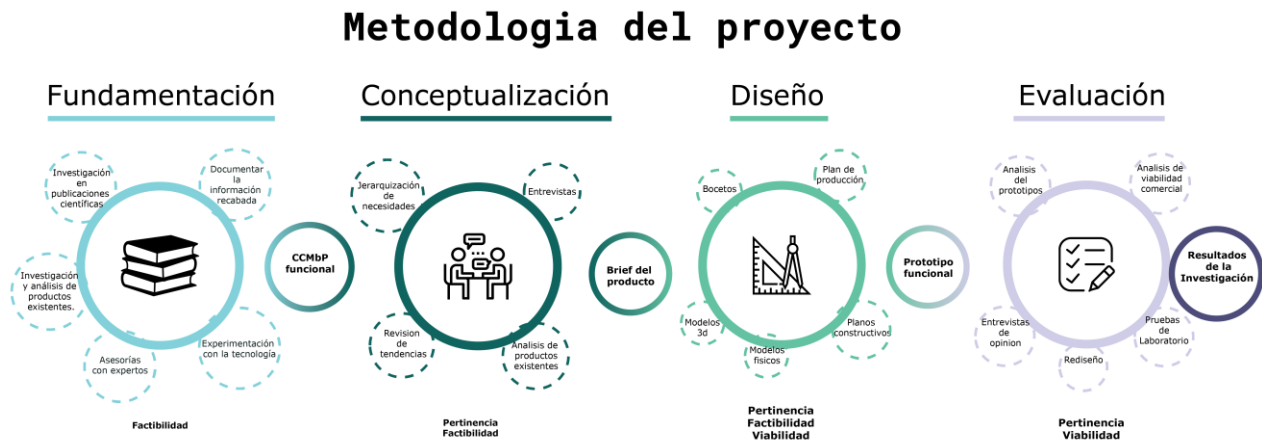 Metodologia del proyecto
Fundamentación
Investigación
en
publicaciones
científicas
Documentar
la
información
recabada
Investigación
y análisis de
productos
existentes.
Asesorías
con expertos
Experimentación
con la tecnología
Factibilidad
CCMbP
funcional
Conceptualización
Jerarquización
de
necesidades
Entrevistas
Revision
de
tendencias
Analisis de
productos
existentes
Pertinencia
Factibilidad
Brief del
producto
Diseño
Bocetos
Plan de
producción
Modelos
3d
Modelos
fisicos
Planos
constructivos
Pertinencia
Factibilidad
Viabilidad
Prototipo
funcional
Evaluación
Analisis
del
prototipos
Analisis de
viabilidad
comercial
Entrevistas
de
opinion
Rediseño
Pruebas
de
Laboratorio
Pertinencia
Viabilidad
Resultados
de la
Investigación